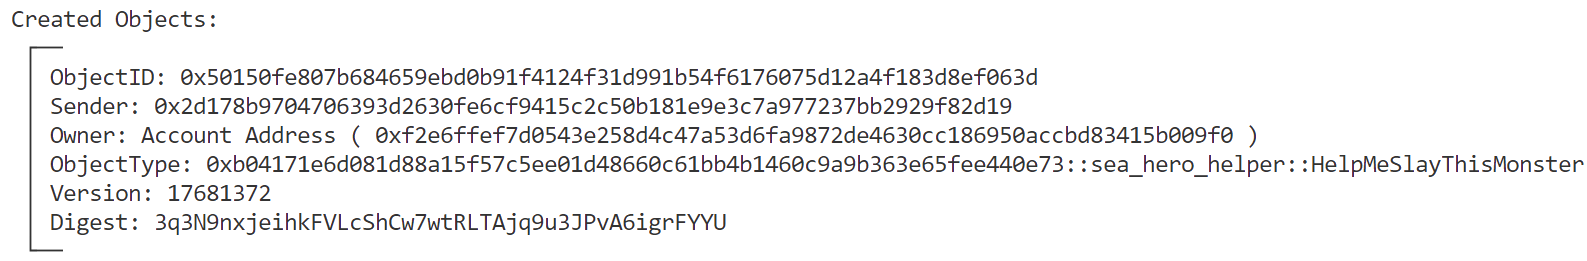 Created Objects:
ObjectID: 0x50150fe807b684659ebd0b91f4124f31d991b54f6176075d12a4f183d8ef063d
Sender: 0x2d178b9704706393d2630fe6cf9415c2c50b181e9e3c7a977237bb2929f82d19
Owner: Account Address ( 0xf2e6ffef7d0543e258d4c47a53d6fa9872de4630cc186950accbd83415b009f0 )
ObjectType: 0xb04171e6d081d88a15f57c5ee01d48660c61bb4b1460c9a9b363e65fee440e73::sea_hero_helper::HelpMeSlayThisMonster
Version: 17681372
Digest: 3q3N9nxjeihkFVLcShCw7wtRLTAjq9u3JPvA6igrFYYU